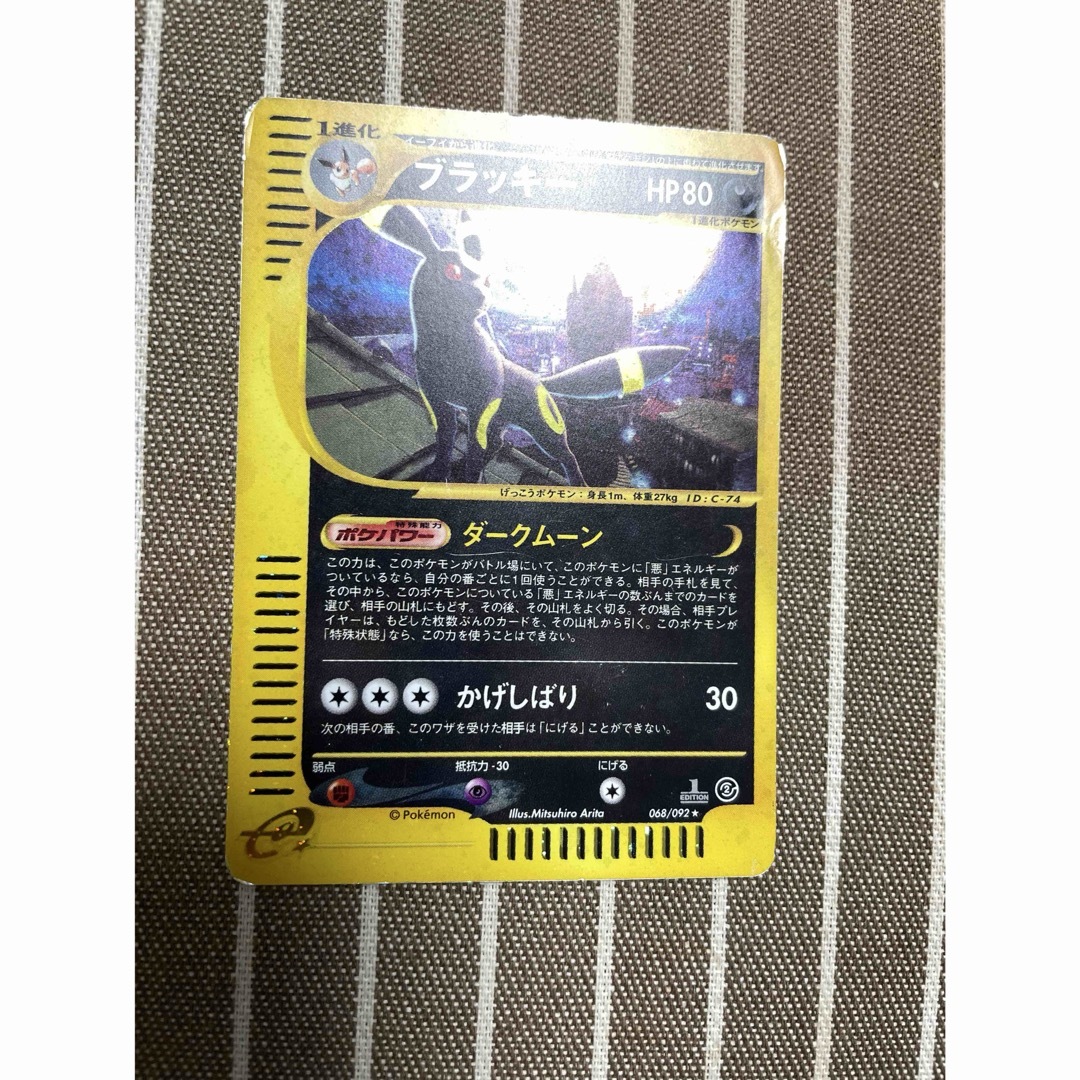 1進化
イーブイから進化
ブラッキー HP80
1進化ポケモン
げっこうポケモン：身長1m、体重27kg ID：C-74
特殊能力
ポケパワー ダークムーン
この力は、このポケモンがバトル場にいて、このポケモンに「悪」エネルギーが
ついているなら、自分の番ごとに1回使うことができる。相手の手札を見て、
その中から、このポケモンについている「悪」エネルギーの数ぶんまでのカードを
選び、相手の山札にもどす。その後、その山札をよく切る。その場合、相手プレ
イヤーは、もどした枚数ぶんのカードを、その山札から引く。このポケモンが
「特殊状態」なら、この力を使うことはできない。
かげしばり 30
次の相手の番、このワザを受けた相手は「にげる」ことができない。
弱点 抵抗力-30 にげる
1 EDITION 2
© Pokémon Illus.Mitsuhiro Arita 068/092★
e